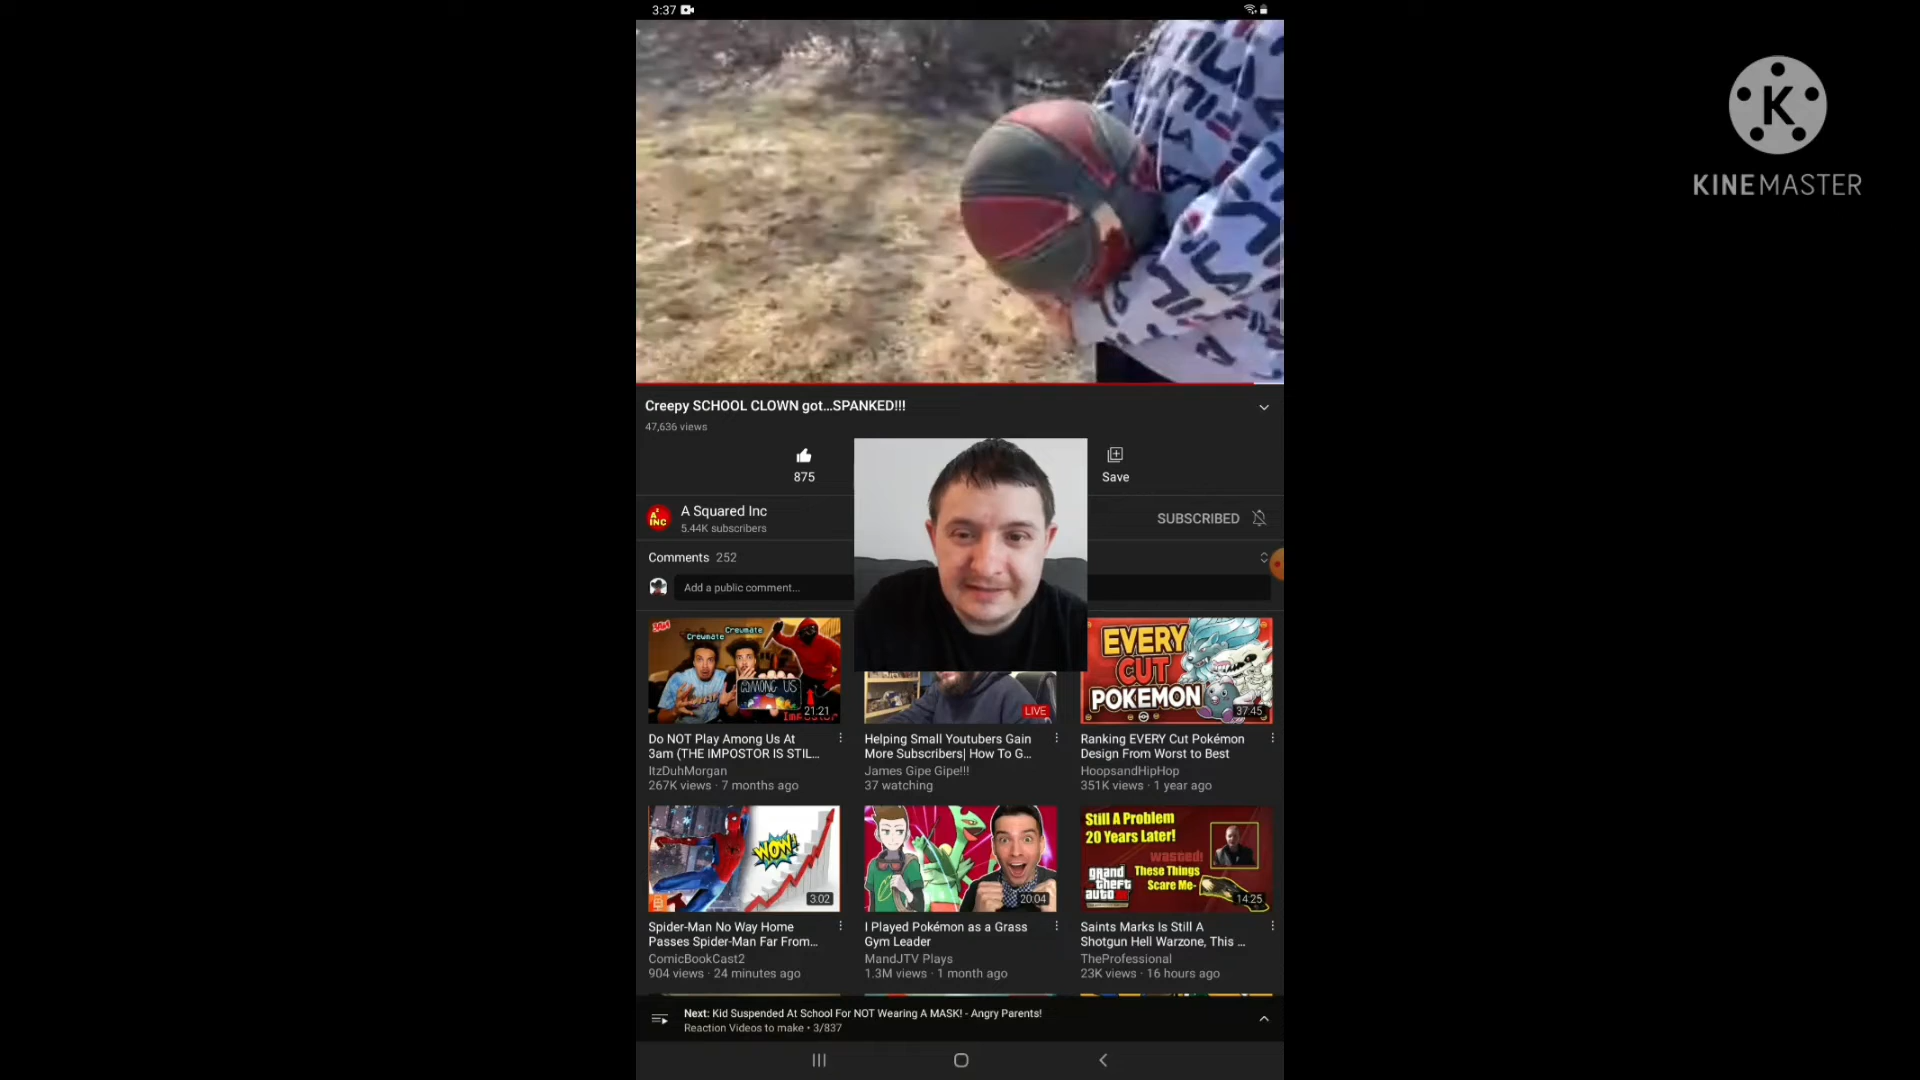 3:37
KINEMASTER
Creepy SCHOOL CLOWN got...SPANKED!!!
47,636 views
875
Save
A Squared Inc
5.44K subscribers
SUBSCRIBED
Comments 252
Add a public comment...
Crewmate Crewmate
AMONG US
21:21
LIVE
EVERY
CUT
POKEMON
37:45
Do NOT Play Among Us At
3am (THE IMPOSTOR IS STIL...
ItzDuhMorgan
267K views · 7 months ago
Helping Small Youtubers Gain
More Subscribers| How To G...
James Gipe Gipe!!!
37 watching
Ranking EVERY Cut Pokémon
Design From Worst to Best
HoopsandHipHop
351K views · 1 year ago
WOW!
3:02
20:04
Still A Problem
20 Years Later!
wasted!
These Things
Scare Me-
grand
theft
auto
14:25
Spider-Man No Way Home
Passes Spider-Man Far From...
ComicBookCast2
904 views · 24 minutes ago
I Played Pokémon as a Grass
Gym Leader
MandJTV Plays
1.3M views · 1 month ago
Saints Marks Is Still A
Shotgun Hell Warzone, This ...
TheProfessional
23K views · 16 hours ago
Next: Kid Suspended At School For NOT Wearing A MASK! - Angry Parents!
Reaction Videos to make • 3/837